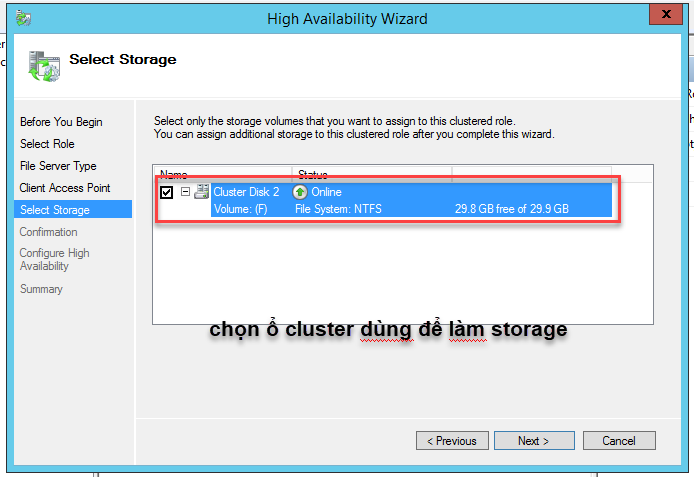 High Availability Wizard
x
Select Storage
Before You Begin
Select Role
File Server Type
Client Access Point
Select Storage
Confirmation
Configure High
Availability
Summary
Select only the storage volumes that you want to assign to this clustered role.
You can assign additional storage to this clustered role after you complete this wizard.
Name Status
Cluster Disk 2 Online
Volume: (F) File System: NTFS 29.8 GB free of 29.9 GB
chọn ổ cluster dùng để làm storage
< Previous Next > Cancel